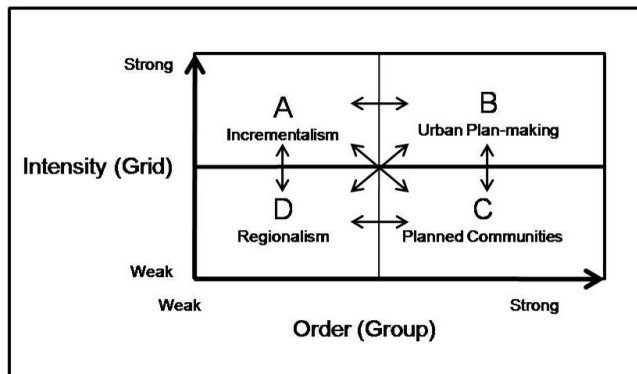 Strong
A
B
Incrementalism
Urban Plan-making
Intensity (Grid)
D
C
Regionalism
Planned Communities
Weak
Weak
Strong
Order (Group)